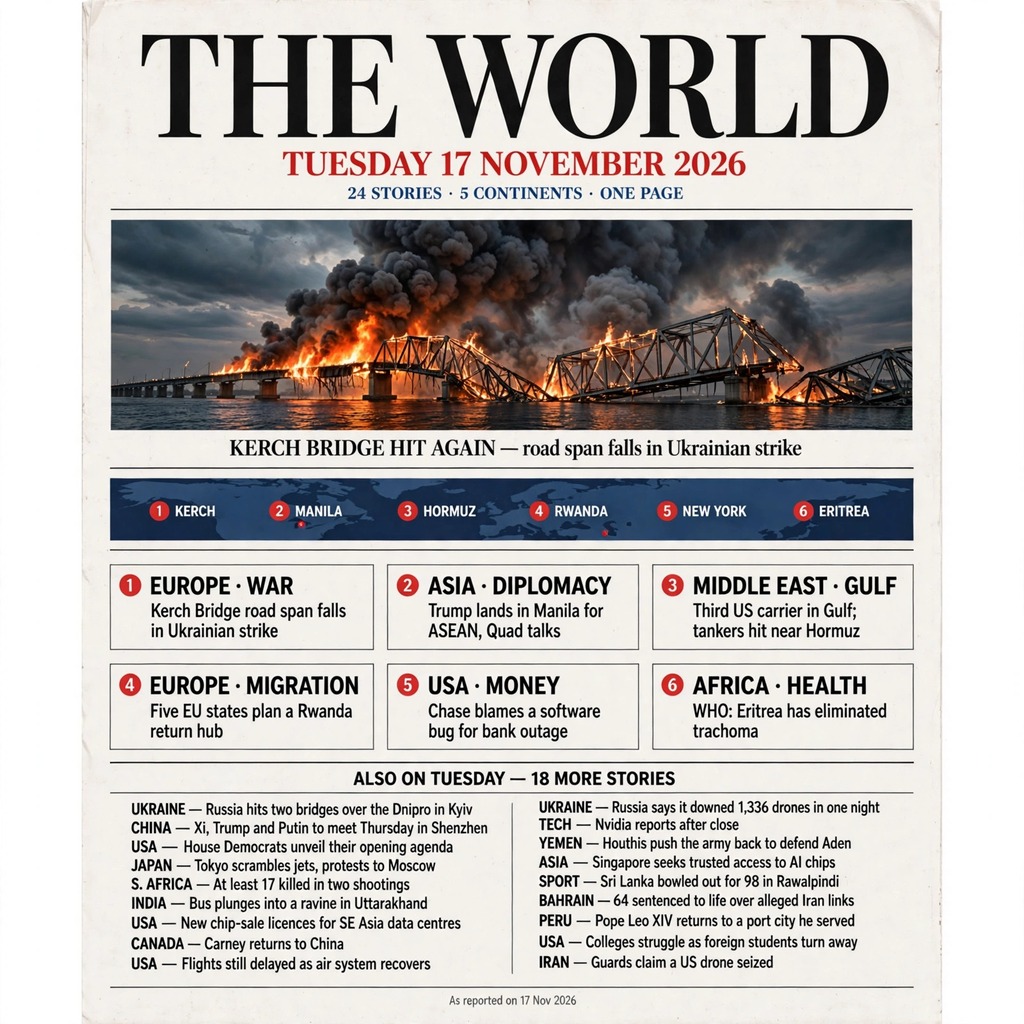 THE WORLD
TUESDAY 17 NOVEMBER 2026
24 STORIES · 5 CONTINENTS · ONE PAGE
KERCH BRIDGE HIT AGAIN — road span falls in Ukrainian strike
1 KERCH
2 MANILA
3 HORMUZ
4 RWANDA
5 NEW YORK
6 ERITREA
1 EUROPE · WAR
Kerch Bridge road span falls
in Ukrainian strike
2 ASIA · DIPLOMACY
Trump lands in Manila for
ASEAN, Quad talks
3 MIDDLE EAST · GULF
Third US carrier in Gulf;
tankers hit near Hormuz
4 EUROPE · MIGRATION
Five EU states plan a Rwanda
return hub
5 USA · MONEY
Chase blames a software
bug for bank outage
6 AFRICA · HEALTH
WHO: Eritrea has eliminated
trachoma
ALSO ON TUESDAY — 18 MORE STORIES
UKRAINE — Russia hits two bridges over the Dnipro in Kyiv
CHINA — Xi, Trump and Putin to meet Thursday in Shenzhen
USA — House Democrats unveil their opening agenda
JAPAN — Tokyo scrambles jets, protests to Moscow
S. AFRICA — At least 17 killed in two shootings
INDIA — Bus plunges into a ravine in Uttarakhand
USA — New chip-sale licences for SE Asia data centres
CANADA — Carney returns to China
USA — Flights still delayed as air system recovers
UKRAINE — Russia says it downed 1,336 drones in one night
TECH — Nvidia reports after close
YEMEN — Houthis push the army back to defend Aden
ASIA — Singapore seeks trusted access to AI chips
SPORT — Sri Lanka bowled out for 98 in Rawalpindi
BAHRAIN — 64 sentenced to life over alleged Iran links
PERU — Pope Leo XIV returns to a port city he served
USA — Colleges struggle as foreign students turn away
IRAN — Guards claim a US drone seized
As reported on 17 Nov 2026